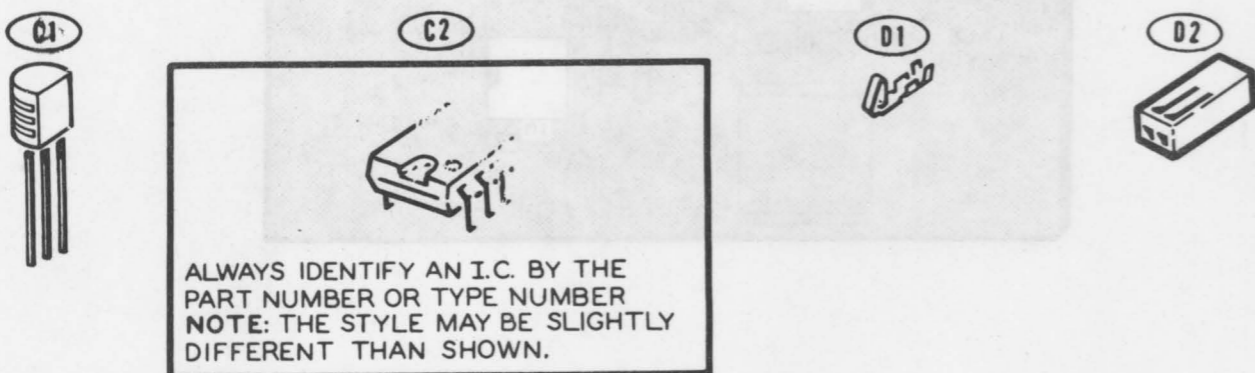 C1
C2
D1
D2
ALWAYS IDENTIFY AN I.C. BY THE
PART NUMBER OR TYPE NUMBER
NOTE: THE STYLE MAY BE SLIGHTLY
DIFFERENT THAN SHOWN.